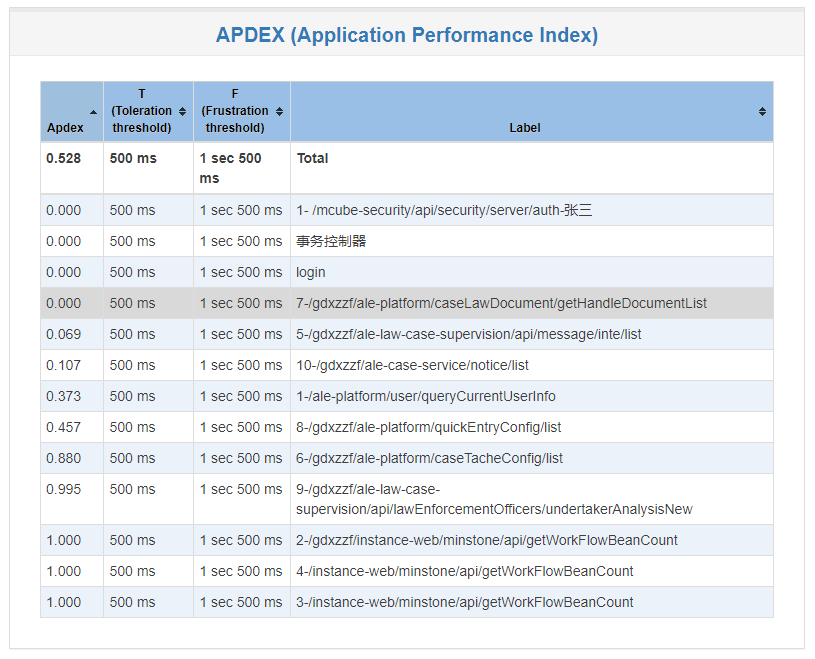 APDEX (Application Performance Index)
Apdex
T
(Toleration
threshold)
F
(Frustration
threshold)
Label
0.528 500 ms 1 sec 500 Total
ms
0.000 500 ms 1 sec 500 ms 1- /mcube-security/api/security/server/auth-张三
0.000 500 ms 1 sec 500 ms 事务控制器
0.000 500 ms 1 sec 500 ms login
0.000 500 ms 1 sec 500 ms 7-/gdxzzf/ale-platform/caseLawDocument/getHandleDocumentList
0.069 500 ms 1 sec 500 ms 5-/gdxzzf/ale-law-case-supervision/api/message/inte/list
0.107 500 ms 1 sec 500 ms 10-/gdxzzf/ale-case-service/notice/list
0.373 500 ms 1 sec 500 ms 1-/ale-platform/user/queryCurrentUserInfo
0.457 500 ms 1 sec 500 ms 8-/gdxzzf/ale-platform/quickEntryConfig/list
0.880 500 ms 1 sec 500 ms 6-/gdxzzf/ale-platform/caseTacheConfig/list
0.995 500 ms 1 sec 500 ms 9-/gdxzzf/ale-law-case-
supervision/api/lawEnforcementOfficers/undertakerAnalysisNew
1.000 500 ms 1 sec 500 ms 2-/gdxzzf/instance-web/minstone/api/getWorkFlowBeanCount
1.000 500 ms 1 sec 500 ms 4-/instance-web/minstone/api/getWorkFlowBeanCount
1.000 500 ms 1 sec 500 ms 3-/instance-web/minstone/api/getWorkFlowBeanCount